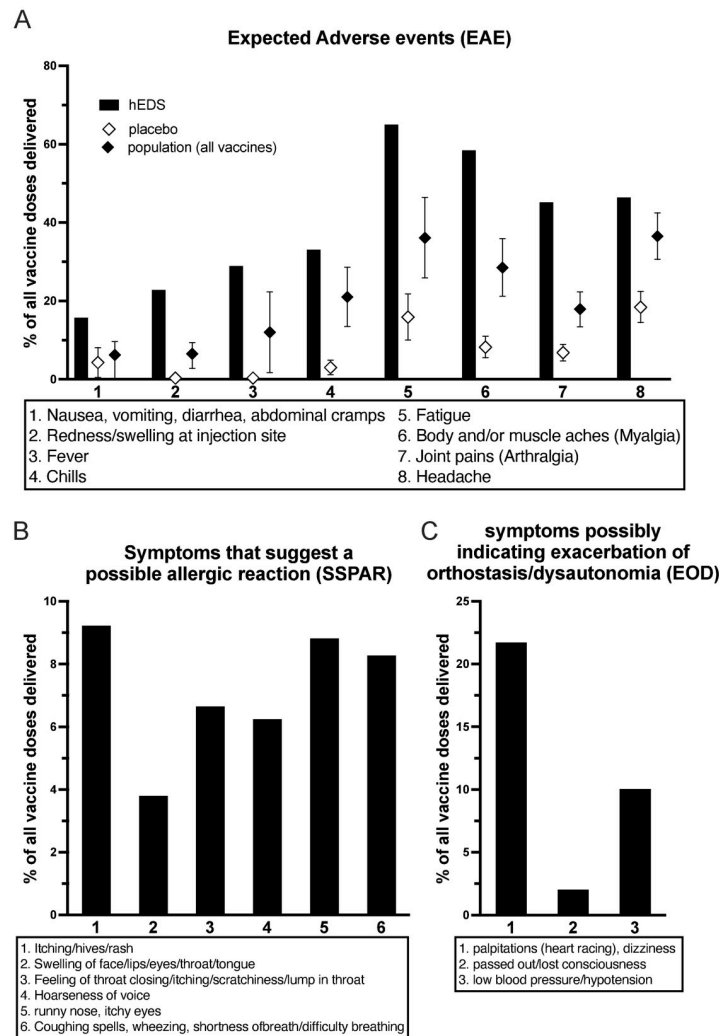 A
Expected Adverse events (EAE)
80
60
40
20
0
% of all vaccine doses delivered
hEDS
placebo
population (all vaccines)
1 2 3 4 5 6 7 8
1. Nausea, vomiting, diarrhea, abdominal cramps
2. Redness/swelling at injection site
3. Fever
4. Chills
5. Fatigue
6. Body and/or muscle aches (Myalgia)
7. Joint pains (Arthralgia)
8. Headache
B
Symptoms that suggest a
possible allergic reaction (SSPAR)
10
8
6
4
2
0
% of all vaccine doses delivered
1 2 3 4 5 6
1. Itching/hives/rash
2. Swelling of face/lips/eyes/throat/tongue
3. Feeling of throat closing/itching/scratchiness/lump in throat
4. Hoarseness of voice
5. runny nose, itchy eyes
6. Coughing spells, wheezing, shortness ofbreath/difficulty breathing
C
symptoms possibly
indicating exacerbation of
orthostasis/dysautonomia (EOD)
25
20
15
10
5
0
% of all vaccine doses delivered
1 2 3
1. palpitations (heart racing), dizziness
2. passed out/lost consciousness
3. low blood pressure/hypotension